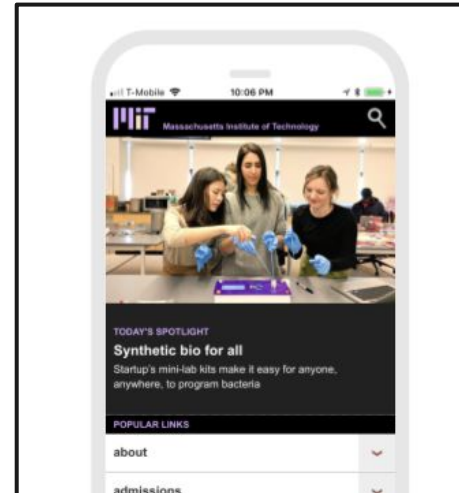 T-Mobile 10:06 PM
MIT Massachusetts Institute of Technology
TODAY'S SPOTLIGHT
Synthetic bio for all
Startup's mini-lab kits make it easy for anyone,
anywhere, to program bacteria
POPULAR LINKS
about
admissions